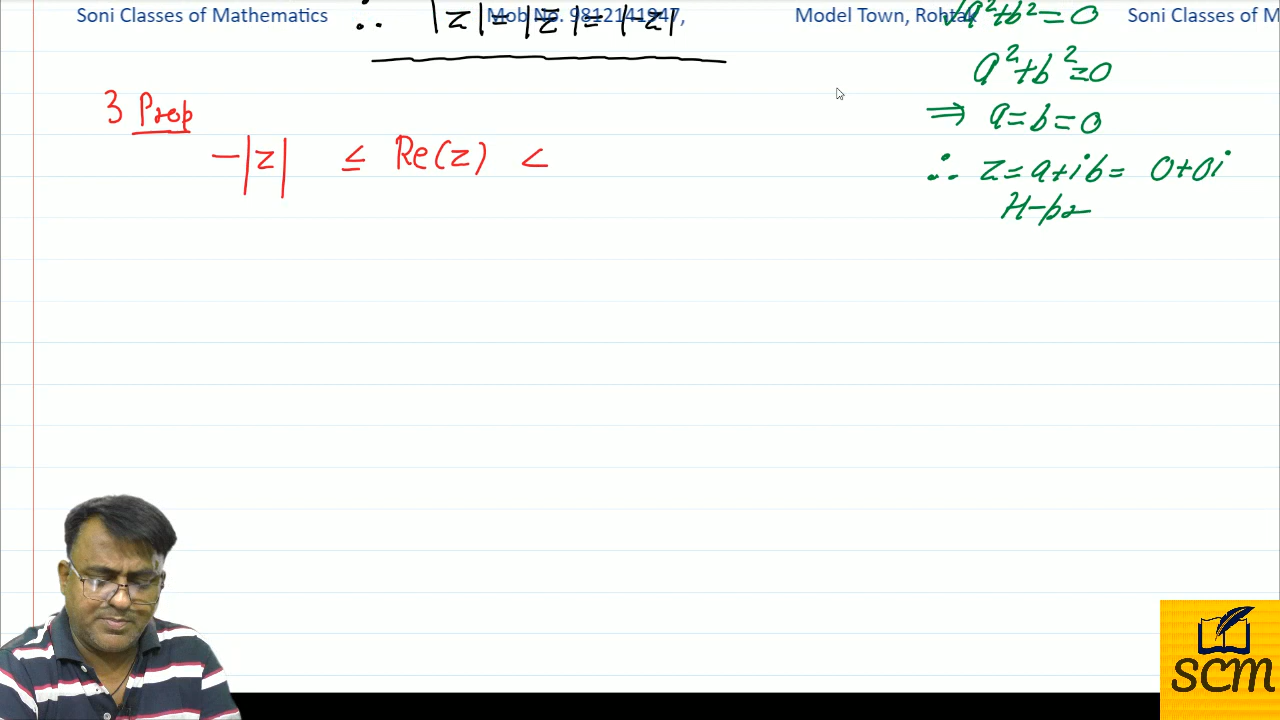 Soni Classes of Mathematics Mob No. 9812141947, Model Town, Rohtak Soni Classes of M
∴ |z| = |z̅| = |-z|
3 Prop
-|z| ≤ Re(z) <
√a²+b² = 0
a²+b²=0
⇒ a=b=0
∴ z=a+ib= 0+0i
SCM